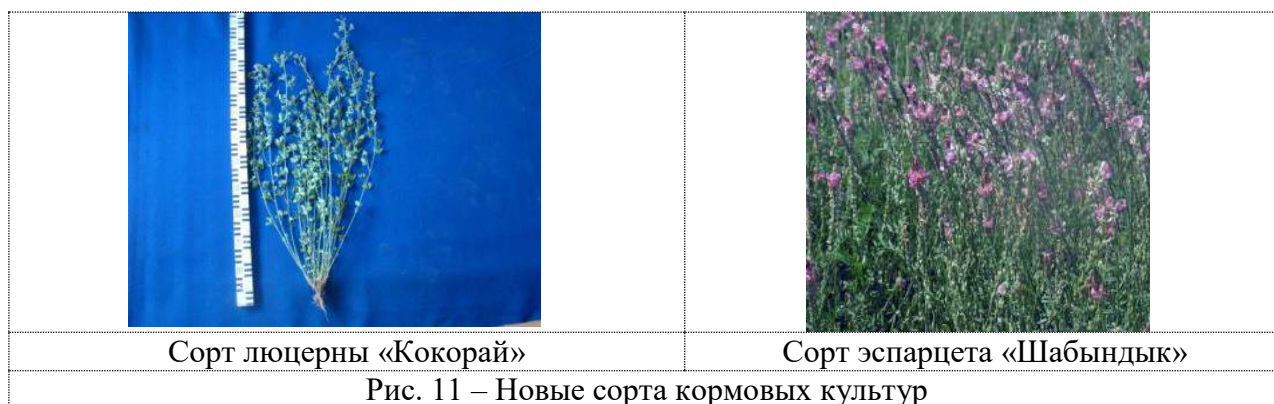 Сорт люцерны «Кокорай»
Сорт эспарцета «Шабындык»
Рис. 11 – Новые сорта кормовых культур